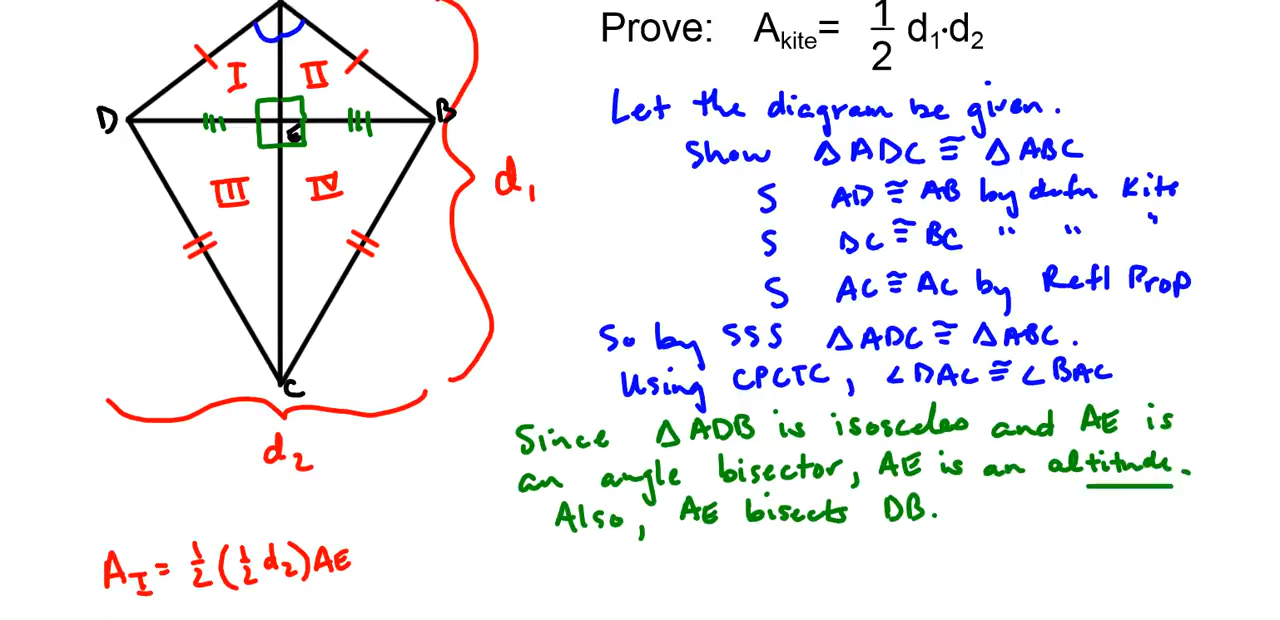 Prove: A_kite = 1/2 d₁·d₂
Let the diagram be given.
Show △ADC ≅ △ABC
S AD ≅ AB by defn Kite
S DC ≅ BC " " "
S AC ≅ AC by Refl Prop
So by SSS △ADC ≅ △ABC.
Using CPCTC, ∠DAC ≅ ∠BAC
Since △ADB is isosceles and AE is
an angle bisector, AE is an altitude.
Also, AE bisects DB.
I II
D B
E
III IV
d₁
C
d₂
A_I = 1/2 (1/2 d₂) AE